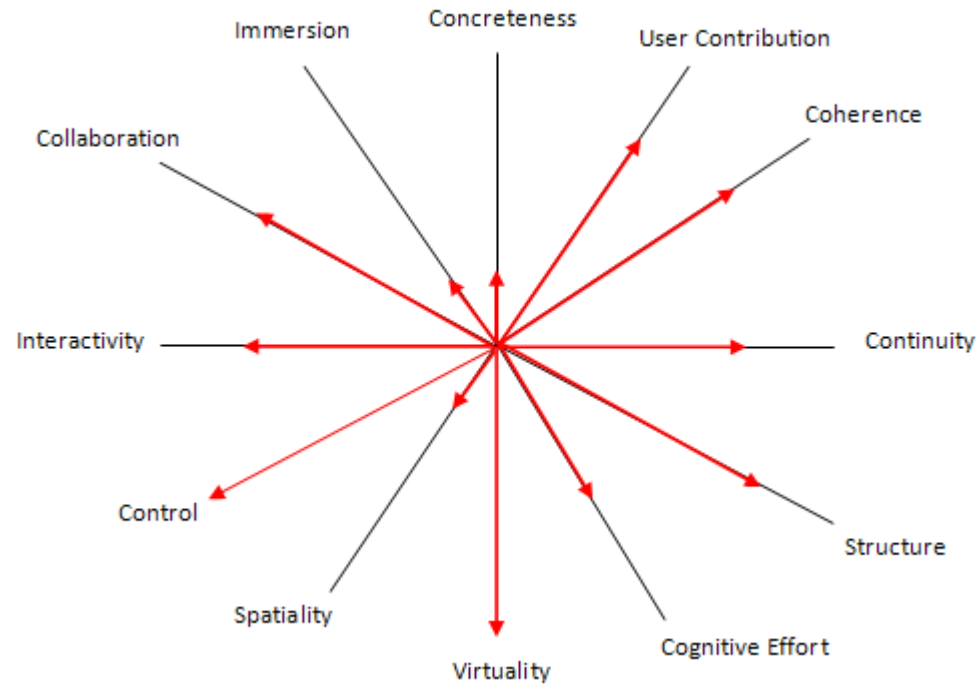 Concreteness
Immersion
User Contribution
Coherence
Collaboration
Interactivity
Continuity
Control
Structure
Spatiality
Cognitive Effort
Virtuality